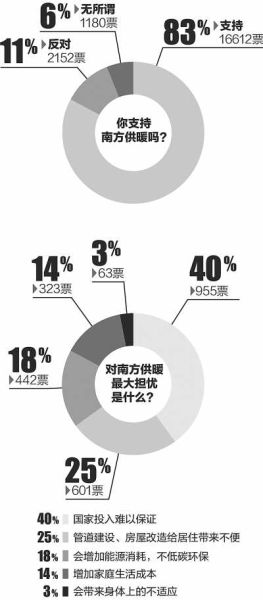 6% 无所谓
1180票
83% 支持
16612票
11% 反对
2152票
你支持
南方供暖吗?
3%
63票
14%
323票
40%
955票
18%
442票
对南方供暖
最大担忧
是什么?
25%
601票
40% 国家投入难以保证
25% 管道建设、房屋改造给居住带来不便
18% 会增加能源消耗，不低碳环保
14% 增加家庭生活成本
3% 会带来身体上的不适应